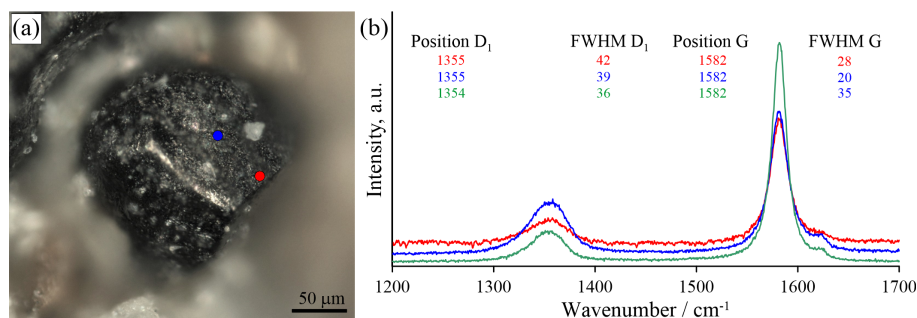 (a)
50 μm
(b)
Position D1 FWHM D1 Position G FWHM G
1355 42 1582 28
1355 39 1582 20
1354 36 1582 35
Intensity, a.u.
1200 1300 1400 1500 1600 1700
Wavenumber / cm-1